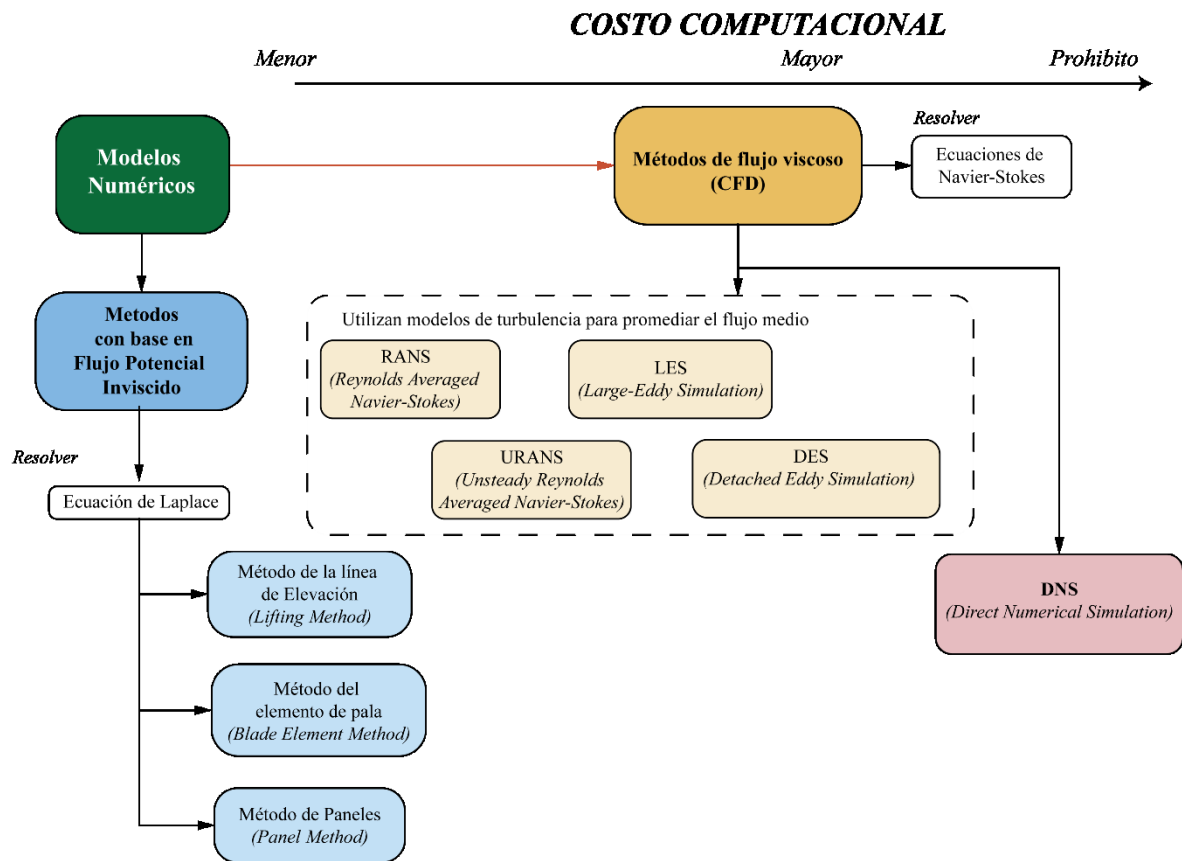 COSTO COMPUTACIONAL
Menor
Mayor
Prohibito
Modelos
Numéricos
Métodos de flujo viscoso
(CFD)
Resolver
Ecuaciones de
Navier-Stokes
Metodos
con base en
Flujo Potencial
Inviscido
Utilizan modelos de turbulencia para promediar el flujo medio
RANS
(Reynolds Averaged
Navier-Stokes)
LES
(Large-Eddy Simulation)
URANS
(Unsteady Reynolds
Averaged Navier-Stokes)
DES
(Detached Eddy Simulation)
Resolver
Ecuación de Laplace
Método de la línea
de Elevación
(Lifting Method)
DNS
(Direct Numerical Simulation)
Método del
elemento de pala
(Blade Element Method)
Método de Paneles
(Panel Method)